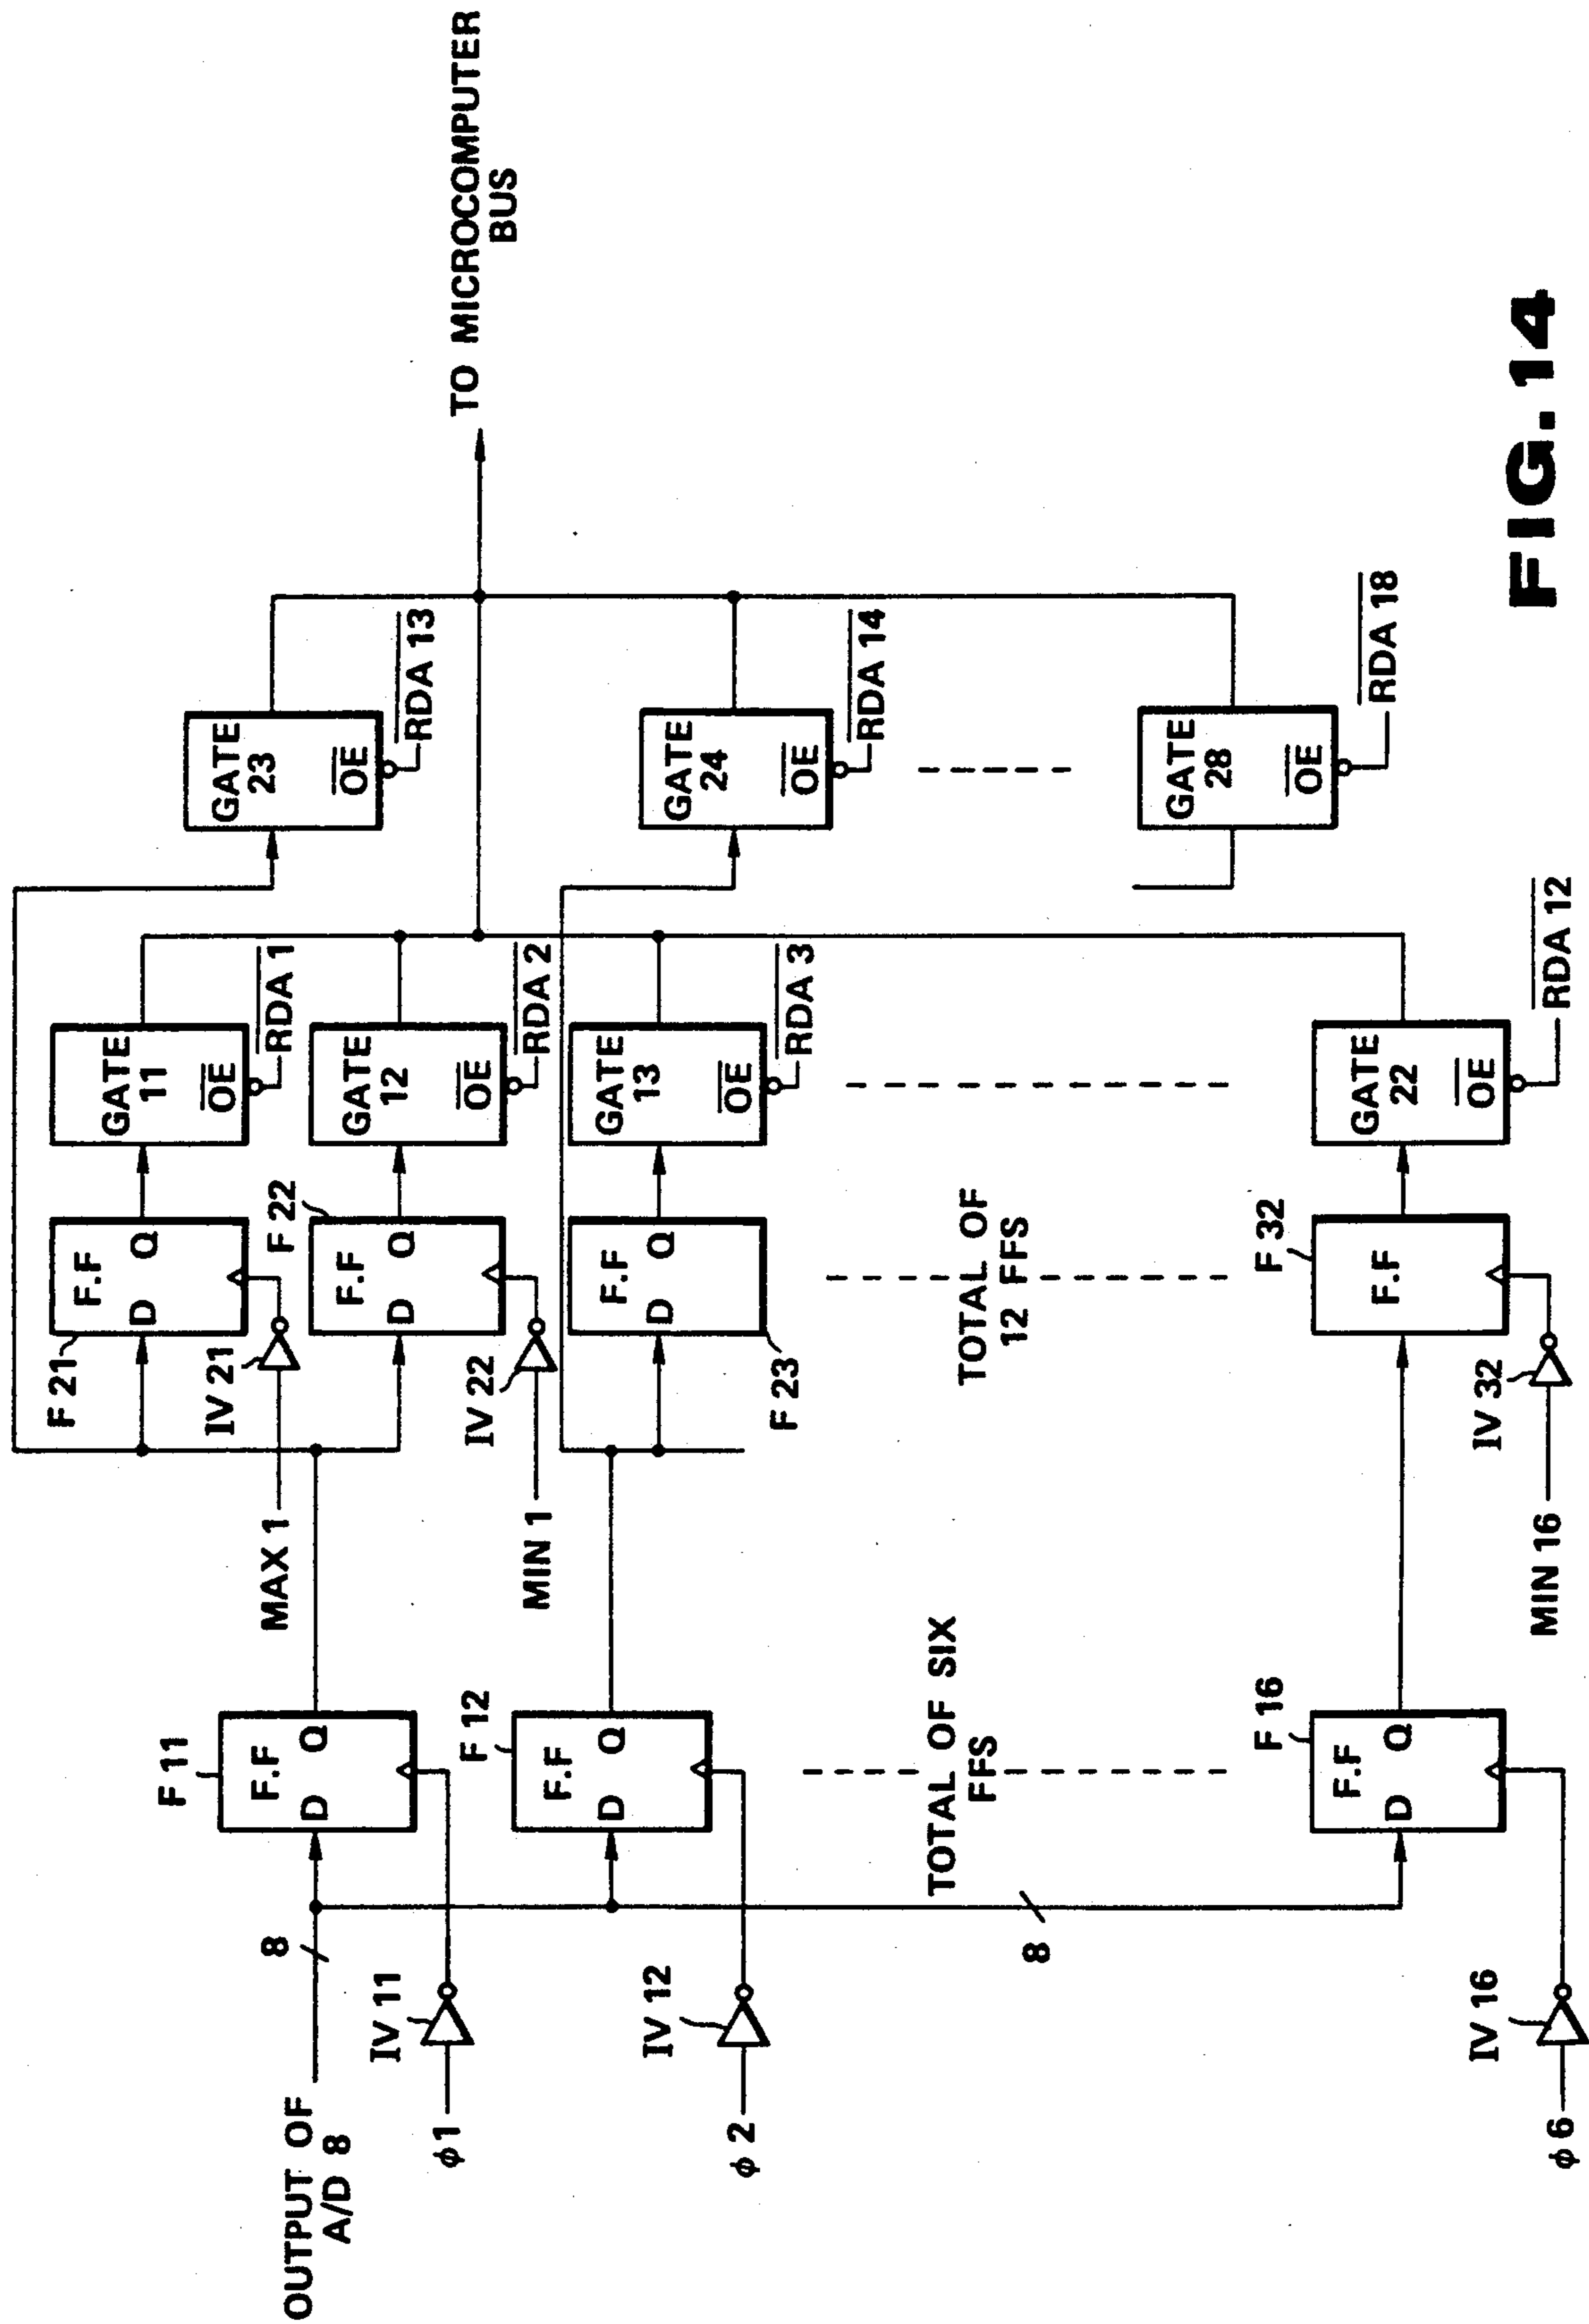 OUTPUT OF
A/D 8
8
IV 11
φ1
IV 12
φ 2
8
IV 16
φ 6
F 11
F.F
D Q
F 12
F.F
D Q
TOTAL OF SIX
FFS
F 16
F.F
D Q
MAX 1
MIN 1
MIN 16
F 21
F.F
D Q
IV 21
F 22
F.F
D Q
IV 22
F.F
D Q
F 23
TOTAL OF
12 FFS
F 32
F.F
IV 32
GATE
11
OE
RDA 1
GATE
12
OE
RDA 2
GATE
13
OE
RDA 3
GATE
22
OE
RDA 12
GATE
23
OE
RDA 13
GATE
24
OE
RDA 14
GATE
28
OE
RDA 18
TO MICROCOMPUTER
BUS
FIG. 14